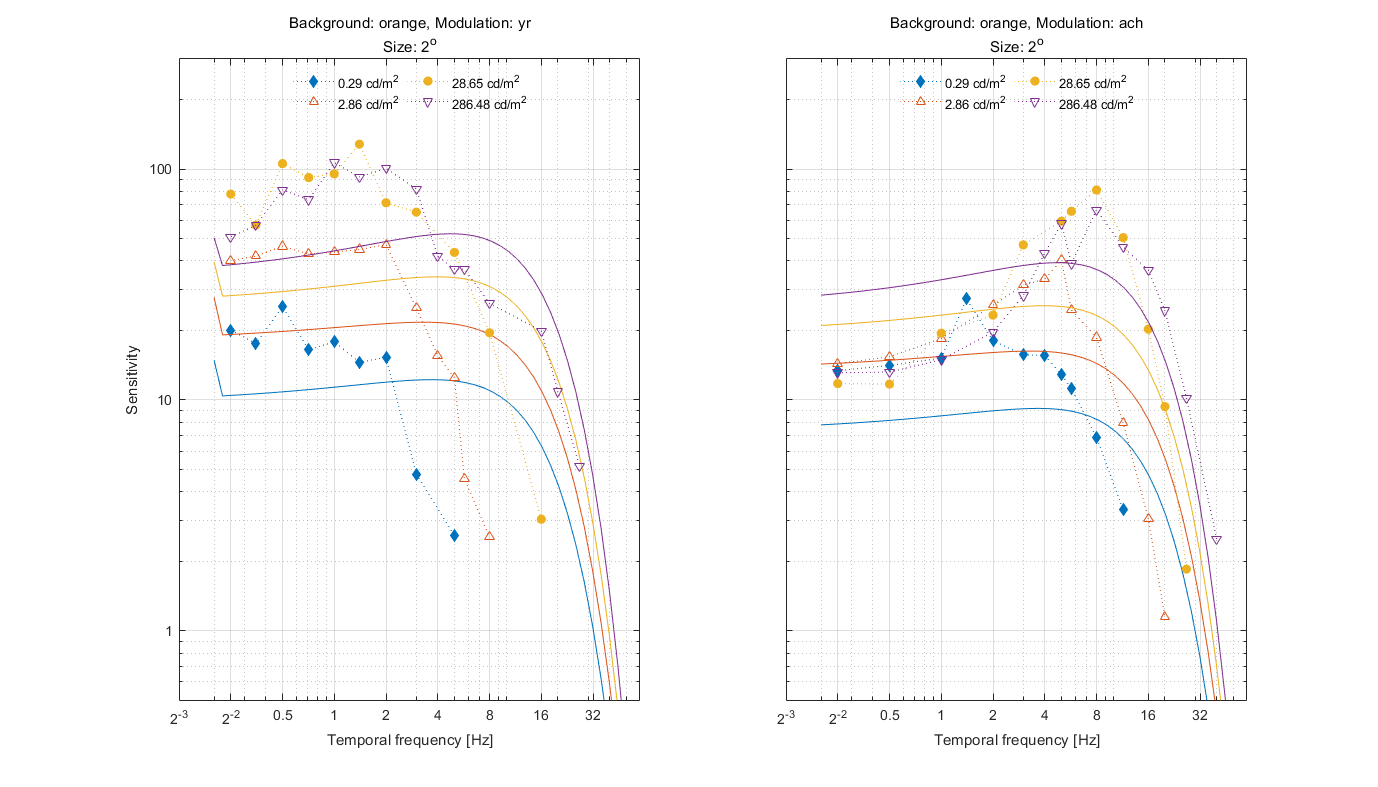 Background: orange, Modulation: yr
Size: 2°
0.29 cd/m²
28.65 cd/m²
2.86 cd/m²
286.48 cd/m²
100
10
1
Sensitivity
2⁻³
2⁻²
0.5
1
2
4
8
16
32
Temporal frequency [Hz]
Background: orange, Modulation: ach
Size: 2°
0.29 cd/m²
28.65 cd/m²
2.86 cd/m²
286.48 cd/m²
2⁻³
2⁻²
0.5
1
2
4
8
16
32
Temporal frequency [Hz]